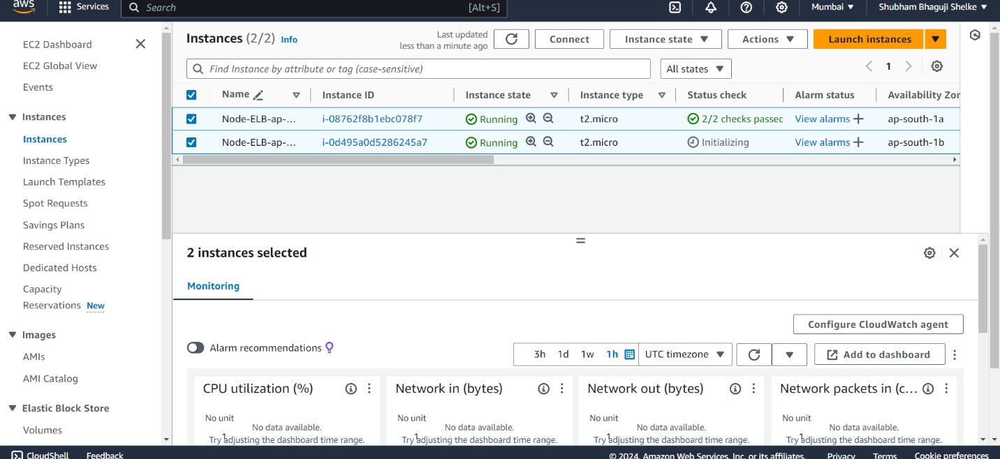 aws
Services
Search
[Alt+S]
Mumbai
Shubham Bhaguji Shelke
EC2 Dashboard
EC2 Global View
Events
Instances
Instances
Instance Types
Launch Templates
Spot Requests
Savings Plans
Reserved Instances
Dedicated Hosts
Capacity
Reservations New
Images
AMIs
AMI Catalog
Elastic Block Store
Volumes
Instances (2/2) Info
Last updated
less than a minute ago
Connect
Instance state
Actions
Launch instances
Find Instance by attribute or tag (case-sensitive)
All states
1
Name Instance ID Instance state Instance type Status check Alarm status Availability Zon
Node-ELB-ap-... i-08762f8b1ebc078f7 Running t2.micro 2/2 checks passed View alarms + ap-south-1a
Node-ELB-ap-... i-0d495a0d5286245a7 Running t2.micro Initializing View alarms + ap-south-1b
2 instances selected
Monitoring
Configure CloudWatch agent
Alarm recommendations
3h 1d 1w 1h UTC timezone
Add to dashboard
CPU utilization (%) Network in (bytes) Network out (bytes) Network packets in (c...
No unit No unit No unit No unit
No data available. No data available. No data available. No data available.
1 1 1 1
Try adjusting the dashboard time range. Try adjusting the dashboard time range. Try adjusting the dashboard time range. Try adjusting the dashboard time range.
CloudShell Feedback
© 2024, Amazon Web Services, Inc. or its affiliates. Privacy Terms Cookie preferences